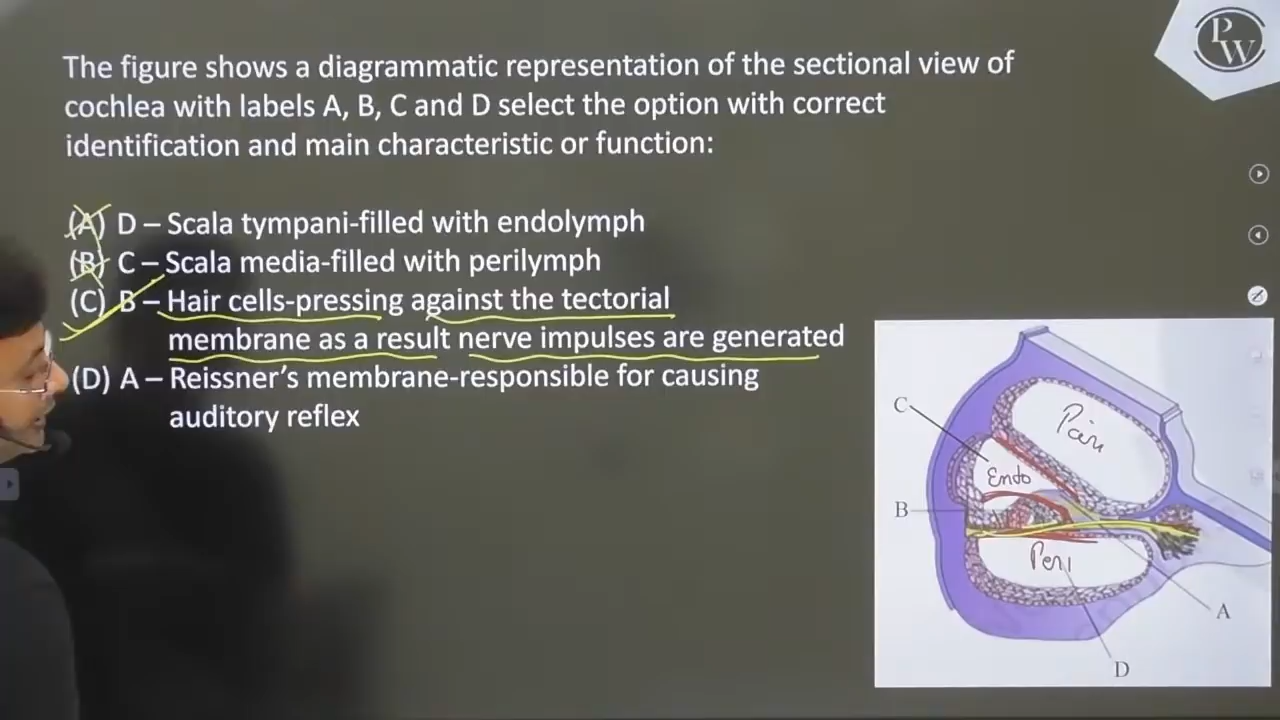 PW
The figure shows a diagrammatic representation of the sectional view of
cochlea with labels A, B, C and D select the option with correct
identification and main characteristic or function:
(A) D – Scala tympani-filled with endolymph
(B) C – Scala media-filled with perilymph
(C) B – Hair cells-pressing against the tectorial
membrane as a result nerve impulses are generated
(D) A – Reissner's membrane-responsible for causing
auditory reflex
C
Endo
B
Peri
A
D